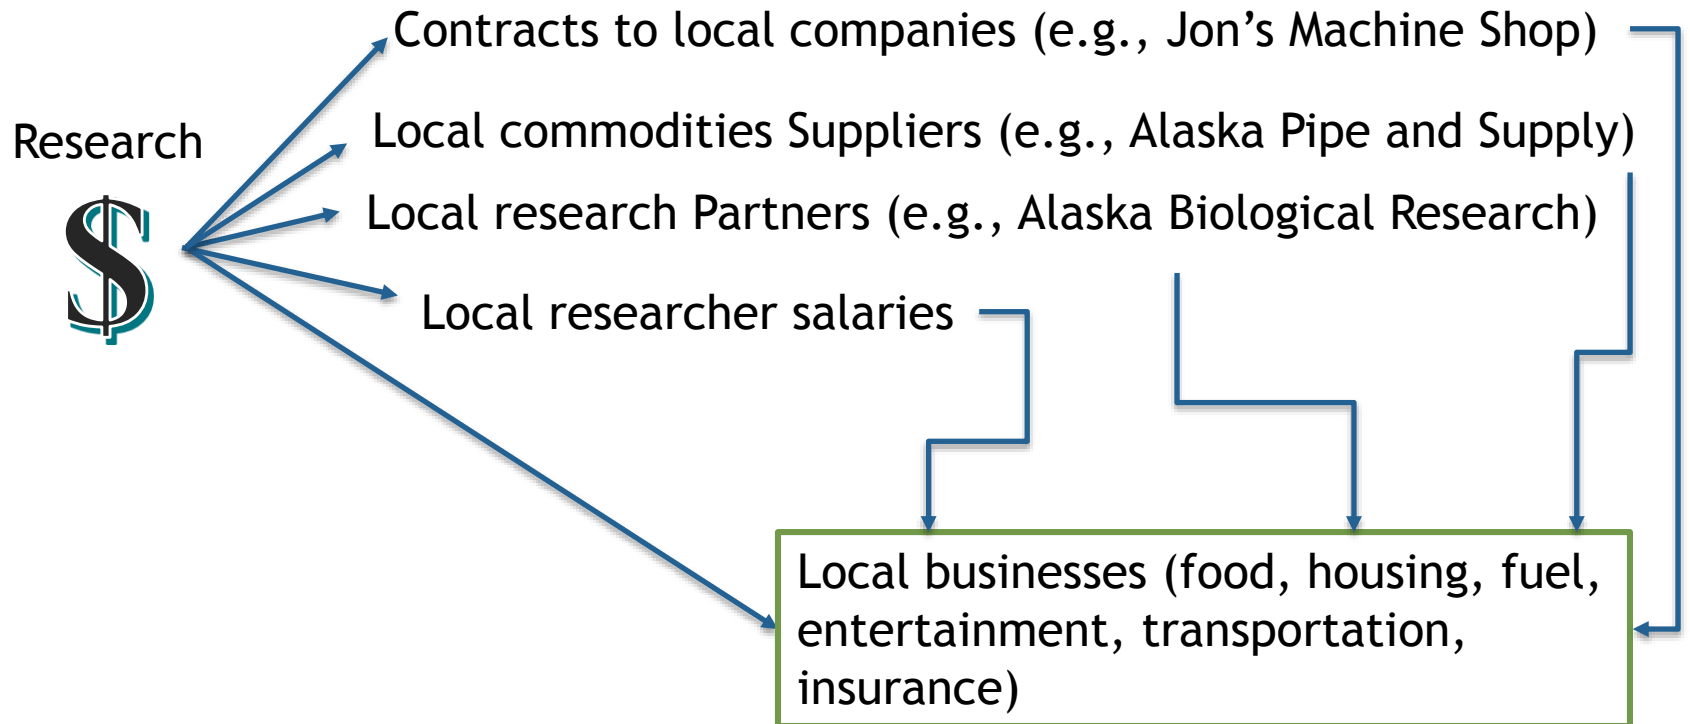 Contracts to local companies (e.g., Jon’s Machine Shop)
Research
Local commodities Suppliers (e.g., Alaska Pipe and Supply)
$
Local research Partners (e.g., Alaska Biological Research)
Local researcher salaries
Local businesses (food, housing, fuel,
entertainment, transportation,
insurance)